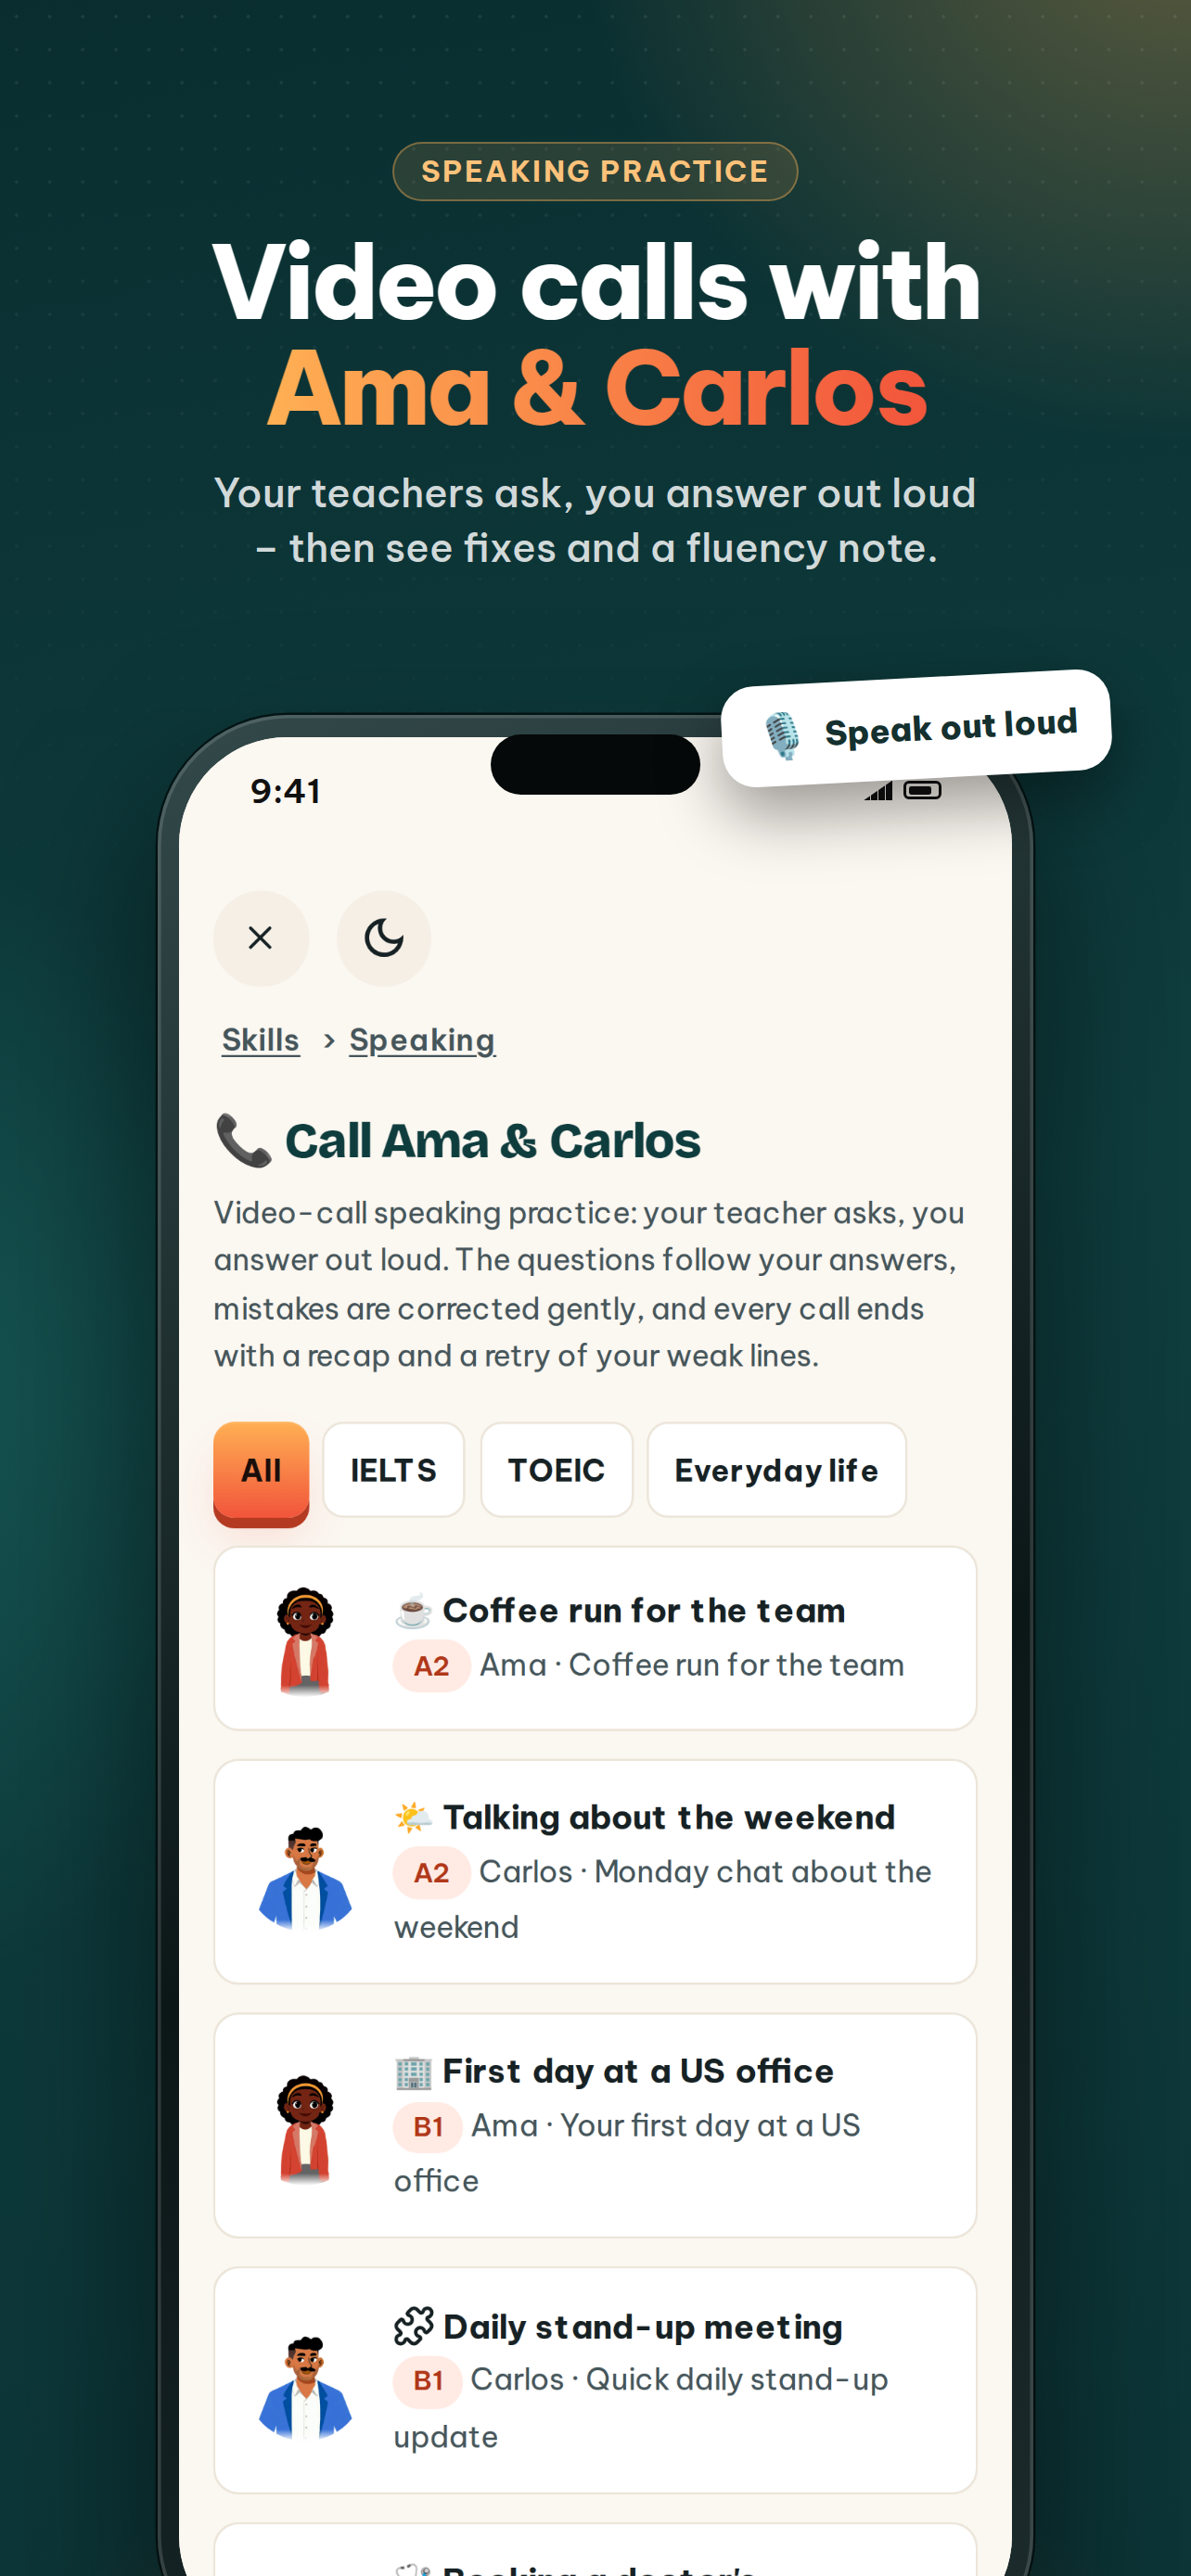 SPEAKING PRACTICE
Video calls with
Ama & Carlos
Your teachers ask, you answer out loud
– then see fixes and a fluency note.
Speak out loud
9:41
Skills › Speaking
Call Ama & Carlos
Video-call speaking practice: your teacher asks, you
answer out loud. The questions follow your answers,
mistakes are corrected gently, and every call ends
with a recap and a retry of your weak lines.
All IELTS TOEIC Everyday life
Coffee run for the team
A2 Ama · Coffee run for the team
Talking about the weekend
A2 Carlos · Monday chat about the
weekend
First day at a US office
B1 Ama · Your first day at a US
office
Daily stand-up meeting
B1 Carlos · Quick daily stand-up
update
Booking a doctor's